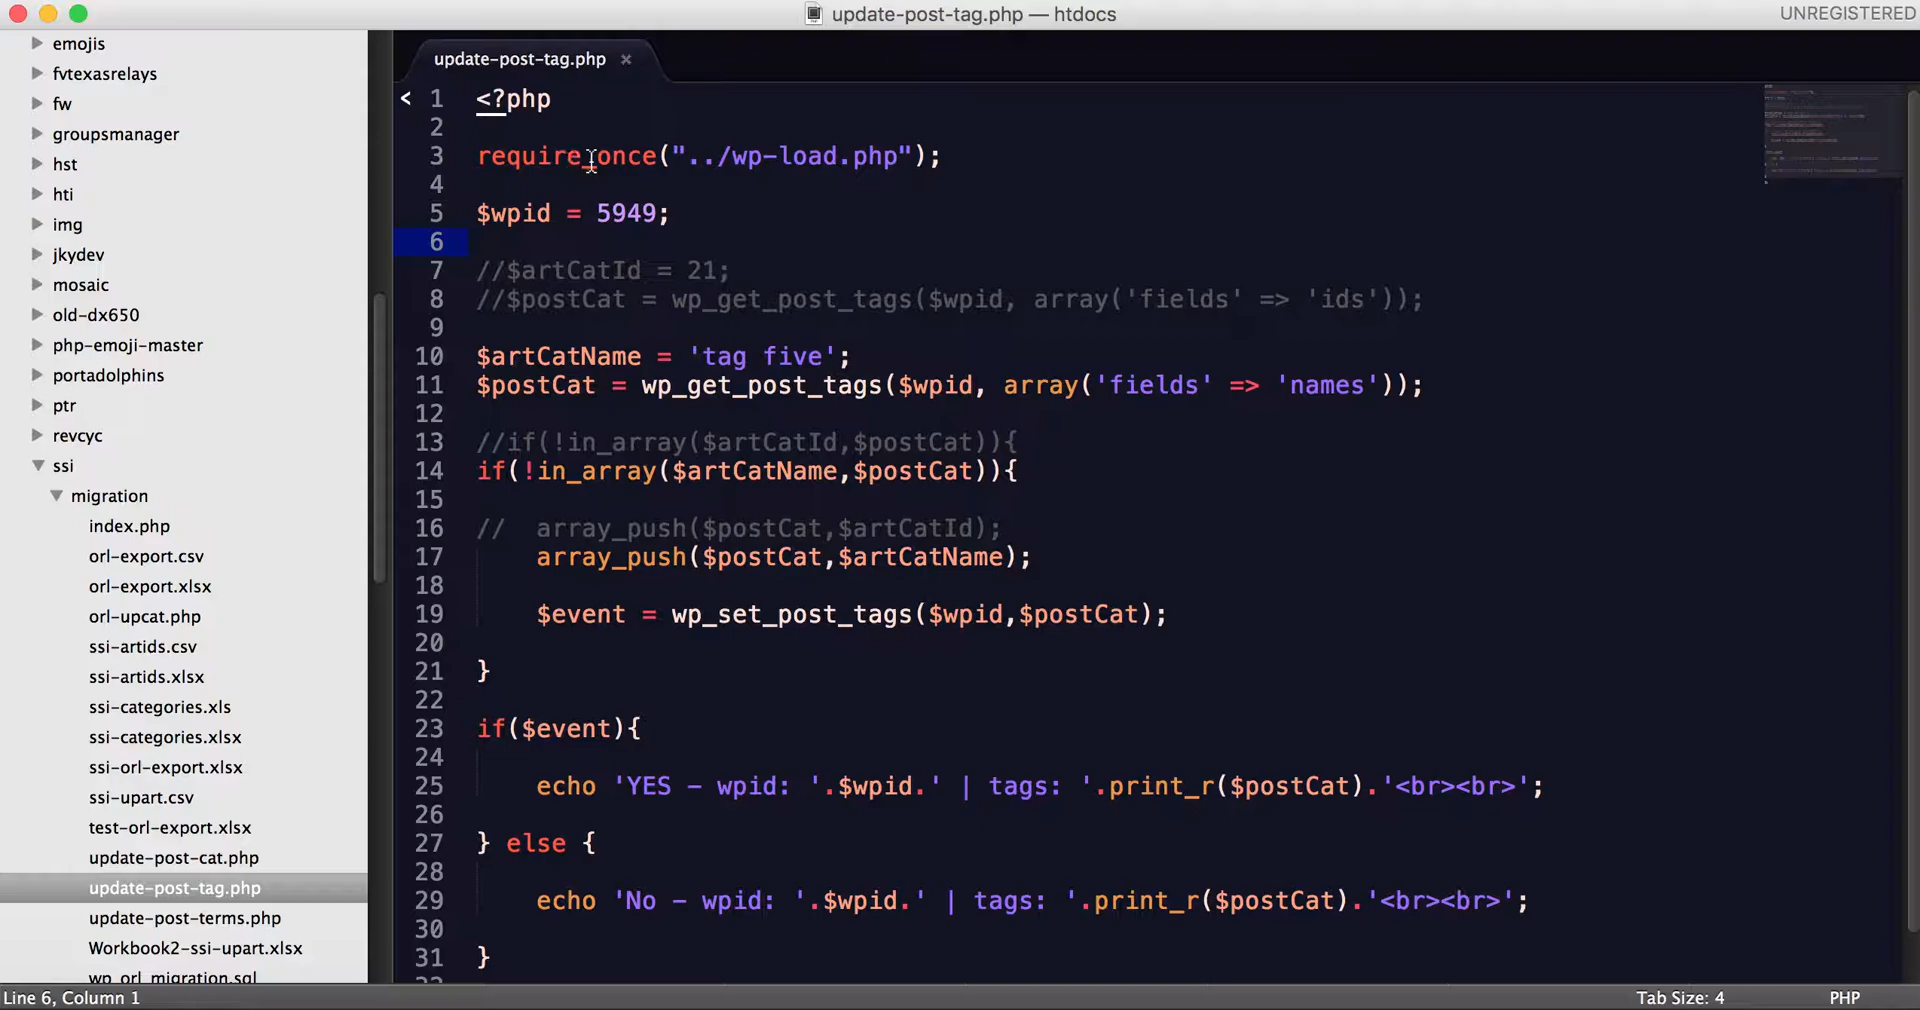 update-post-tag.php — htdocs
UNREGISTERED
emojis
fvtexasrelays
fw
groupsmanager
hst
hti
img
jkydev
mosaic
old-dx650
php-emoji-master
portadolphins
ptr
revcyc
ssi
migration
index.php
orl-export.csv
orl-export.xlsx
orl-upcat.php
ssi-artids.csv
ssi-artids.xlsx
ssi-categories.xls
ssi-categories.xlsx
ssi-orl-export.xlsx
ssi-upart.csv
test-orl-export.xlsx
update-post-cat.php
update-post-tag.php
update-post-terms.php
Workbook2-ssi-upart.xlsx
wp_orl_migration.sql
update-post-tag.php ×
< 1 <?php
2
3 require_once("../wp-load.php");
4
5 $wpid = 5949;
6
7 //$artCatId = 21;
8 //$postCat = wp_get_post_tags($wpid, array('fields' => 'ids'));
9
10 $artCatName = 'tag five';
11 $postCat = wp_get_post_tags($wpid, array('fields' => 'names'));
12
13 //if(!in_array($artCatId,$postCat)){
14 if(!in_array($artCatName,$postCat)){
15
16 //  array_push($postCat,$artCatId);
17     array_push($postCat,$artCatName);
18
19     $event = wp_set_post_tags($wpid,$postCat);
20
21 }
22
23 if($event){
24
25     echo 'YES - wpid: '.$wpid.' | tags: '.print_r($postCat).'<br><br>';
26
27 } else {
28
29     echo 'No - wpid: '.$wpid.' | tags: '.print_r($postCat).'<br><br>';
30
31 }
Line 6, Column 1
Tab Size: 4
PHP